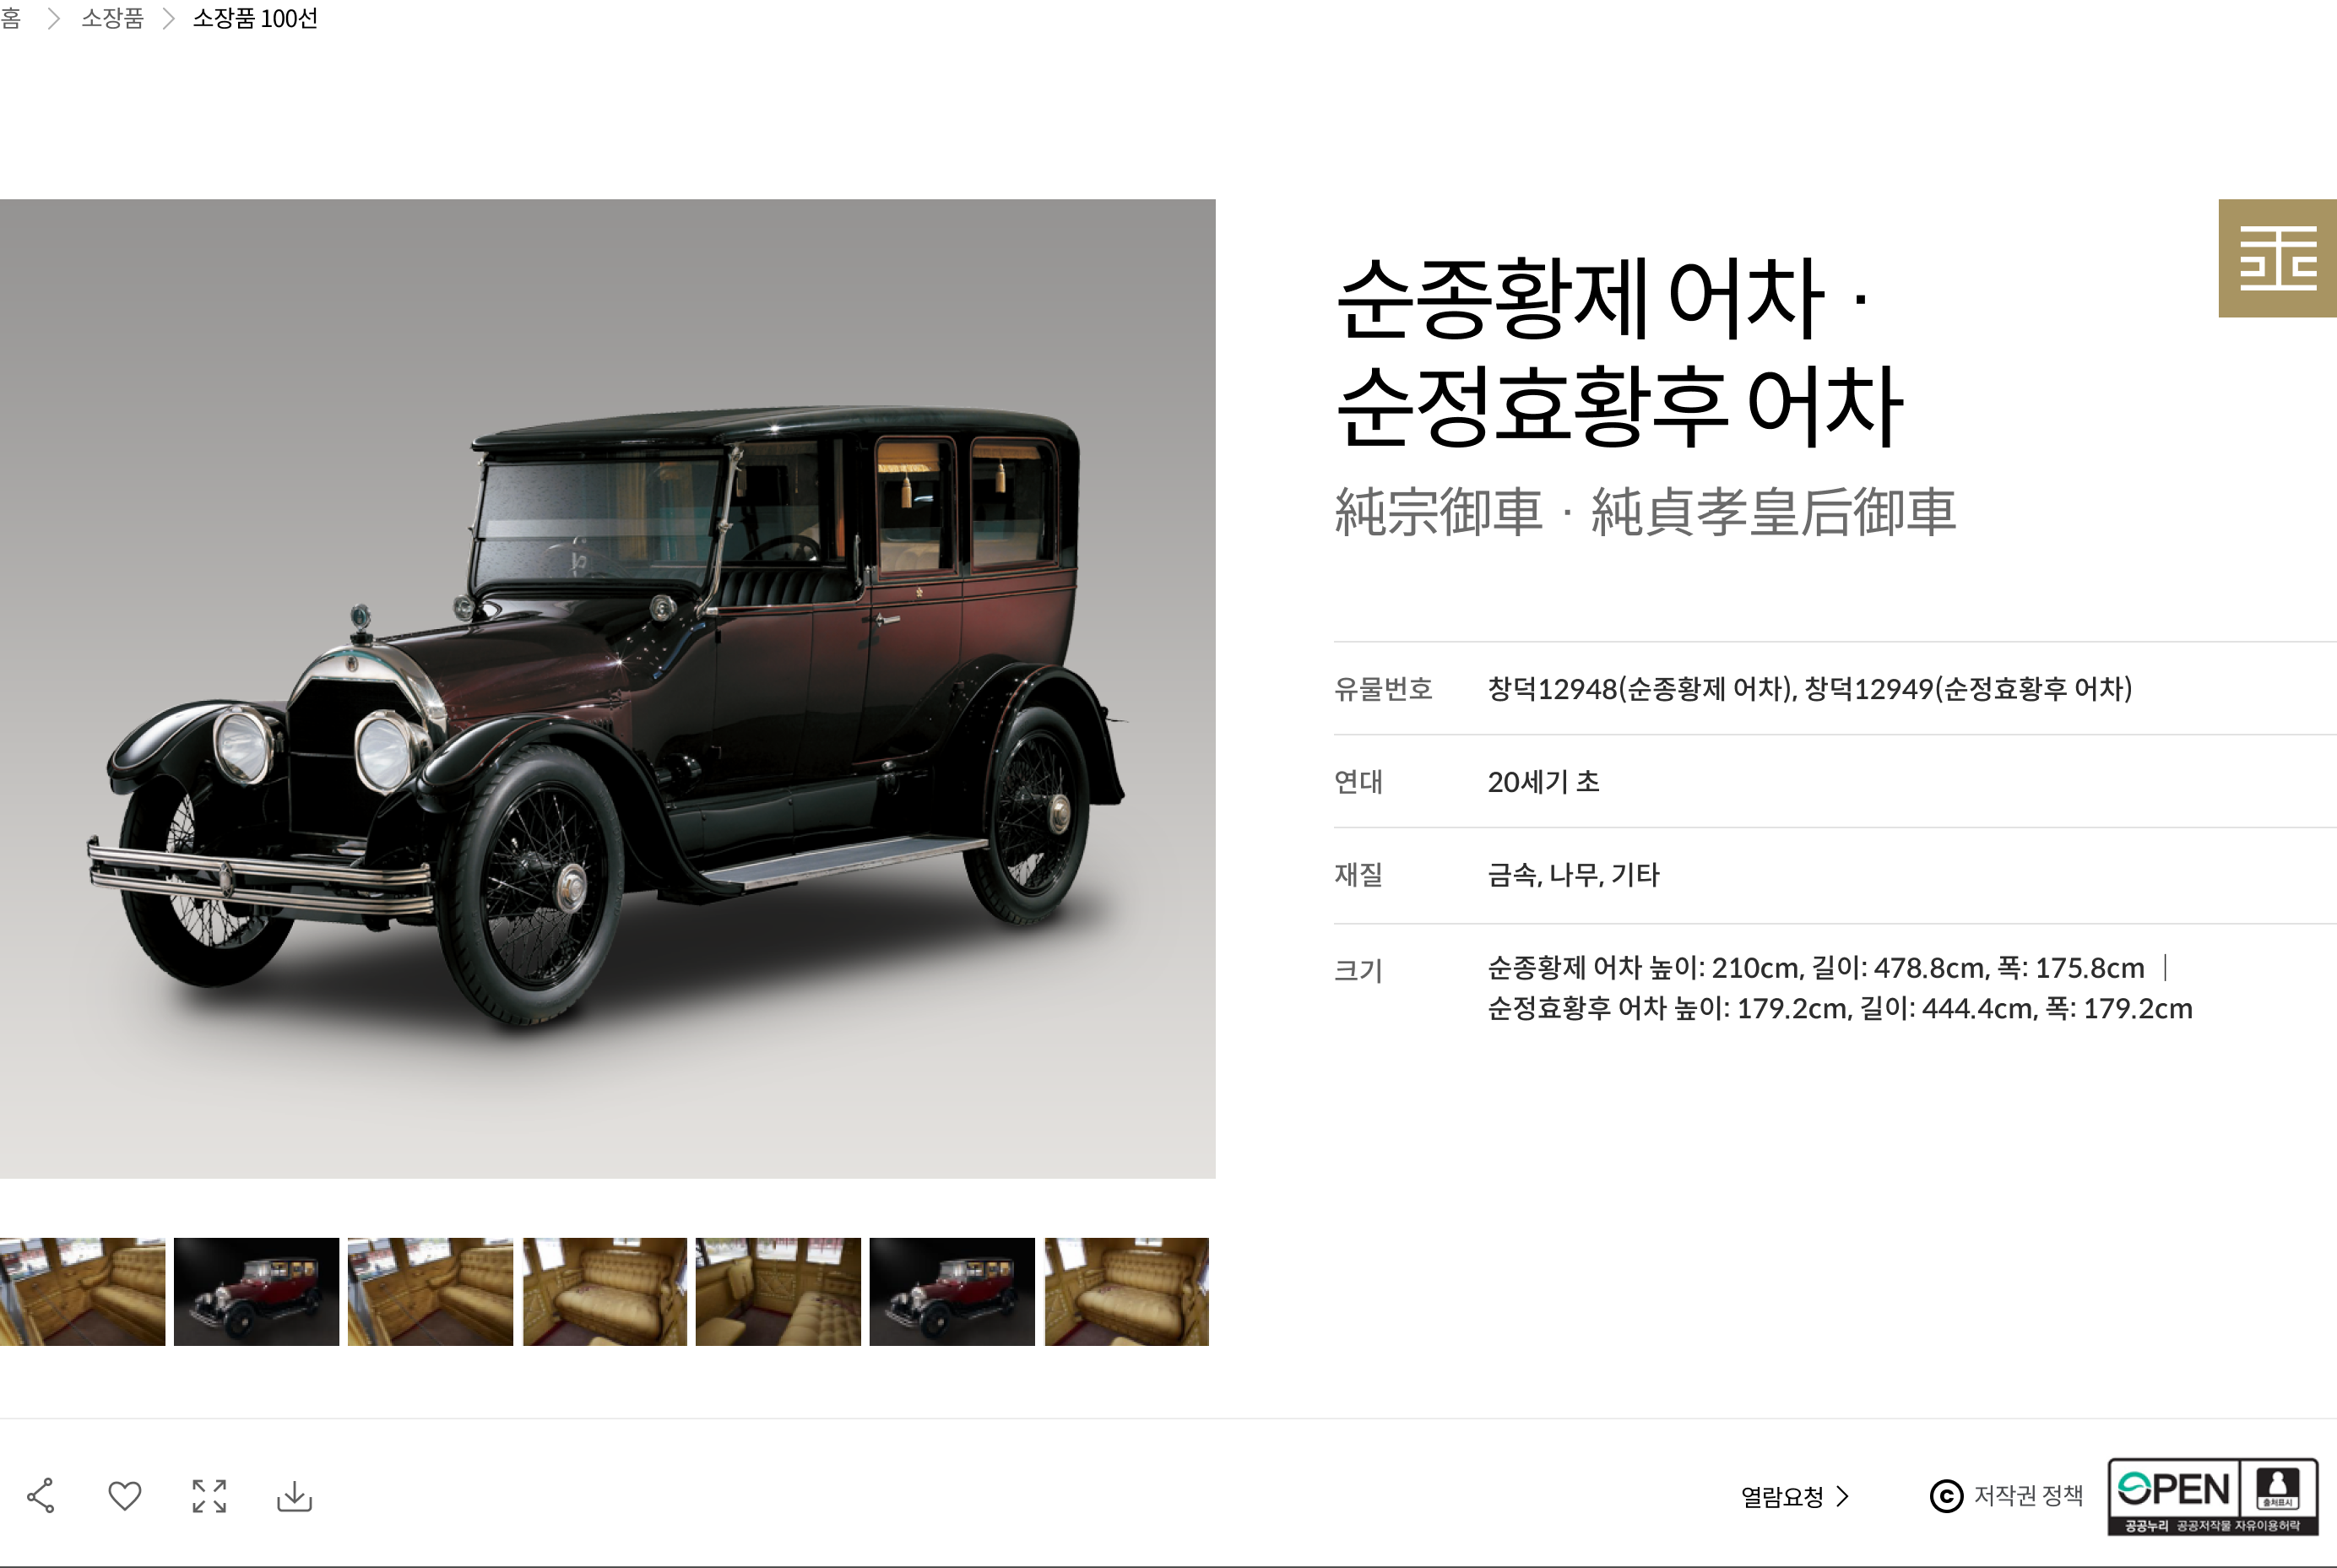 홈 > 소장품 > 소장품 100선
순종황제 어차 ·
순정효황후 어차
純宗御車 · 純貞孝皇后御車
유물번호 창덕12948(순종황제 어차), 창덕12949(순정효황후 어차)
연대 20세기 초
재질 금속, 나무, 기타
크기 순종황제 어차 높이: 210cm, 길이: 478.8cm, 폭: 175.8cm |
순정효황후 어차 높이: 179.2cm, 길이: 444.4cm, 폭: 179.2cm
열람요청 >
저작권 정책
OPEN
출처표시
공공누리 공공저작물 자유이용허락